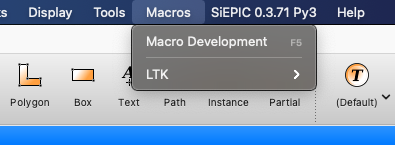 Display Tools Macros SiEPIC 0.3.71 Py3 Help
Macro Development F5
LTK
Polygon Box Text Path Instance Partial (Default)